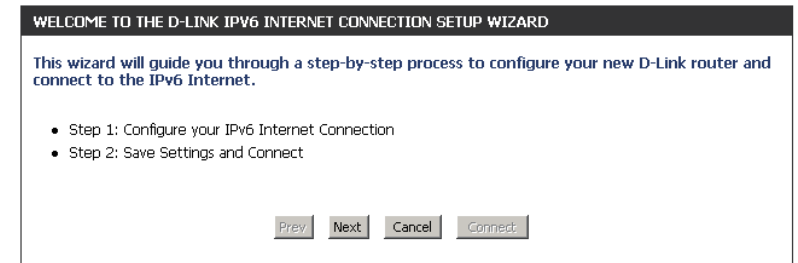 WELCOME TO THE D-LINK IPV6 INTERNET CONNECTION SETUP WIZARD
This wizard will guide you through a step-by-step process to configure your new D-Link router and
connect to the IPv6 Internet.
• Step 1: Configure your IPv6 Internet Connection
• Step 2: Save Settings and Connect
Prev Next Cancel Connect